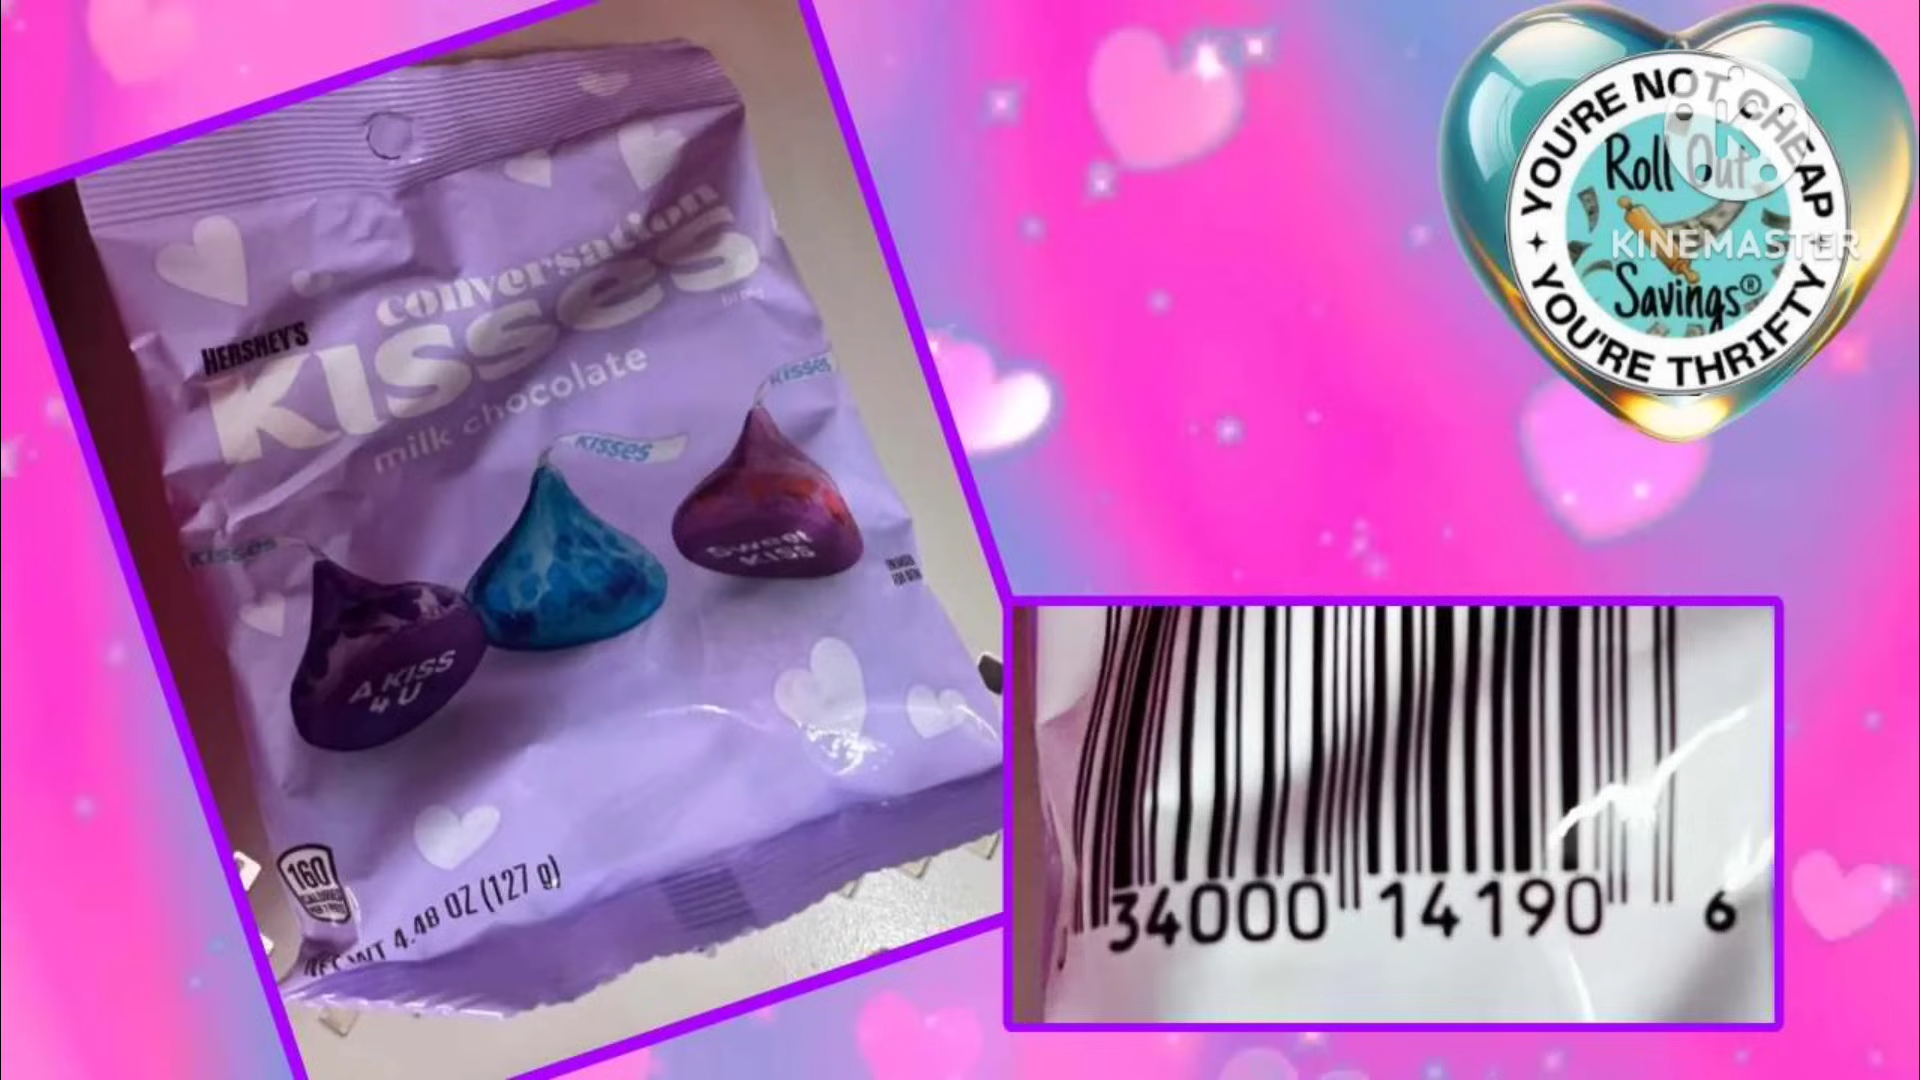 conversation
HERSHEY'S
KISSES
milk chocolate
KISSES
KISSES
KISSES
Sweet
KISS
A KISS
4 U
160
CALORIES
NET WT 4.48 OZ (127 g)
YOU'RE NOT CHEAP
Roll Out
KINEMASTER
Savings®
YOU'RE THRIFTY
34000 14190 6